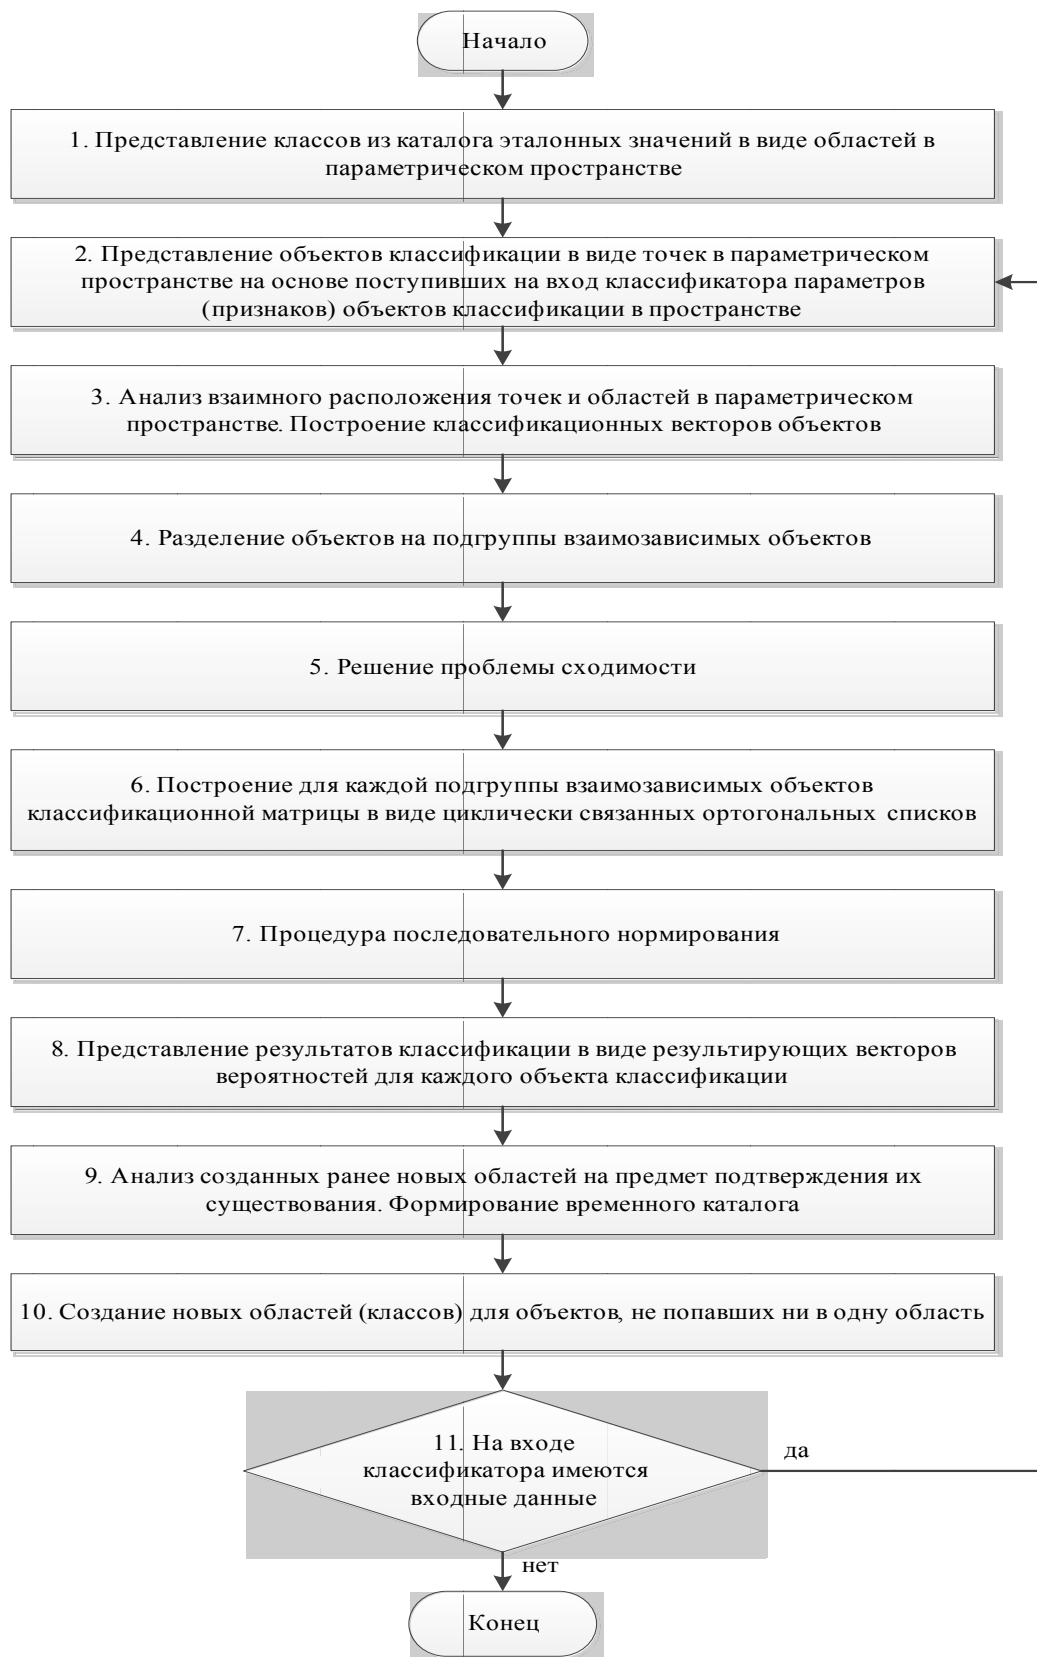 Начало
1. Представление классов из каталога эталонных значений в виде областей в
параметрическом пространстве
2. Представление объектов классификации в виде точек в параметрическом
пространстве на основе поступивших на вход классификатора параметров
(признаков) объектов классификации в пространстве
3. Анализ взаимного расположения точек и областей в параметрическом
пространстве. Построение классификационных векторов объектов
4. Разделение объектов на подгруппы взаимозависимых объектов
5. Решение проблемы сходимости
6. Построение для каждой подгруппы взаимозависимых объектов
классификационной матрицы в виде циклически связанных ортогональных списков
7. Процедура последовательного нормирования
8. Представление результатов классификации в виде результирующих векторов
вероятностей для каждого объекта классификации
9. Анализ созданных ранее новых областей на предмет подтверждения их
существования. Формирование временного каталога
10. Создание новых областей (классов) для объектов, не попавших ни в одну область
11. На входе
классификатора имеются
входные данные
да
нет
Конец